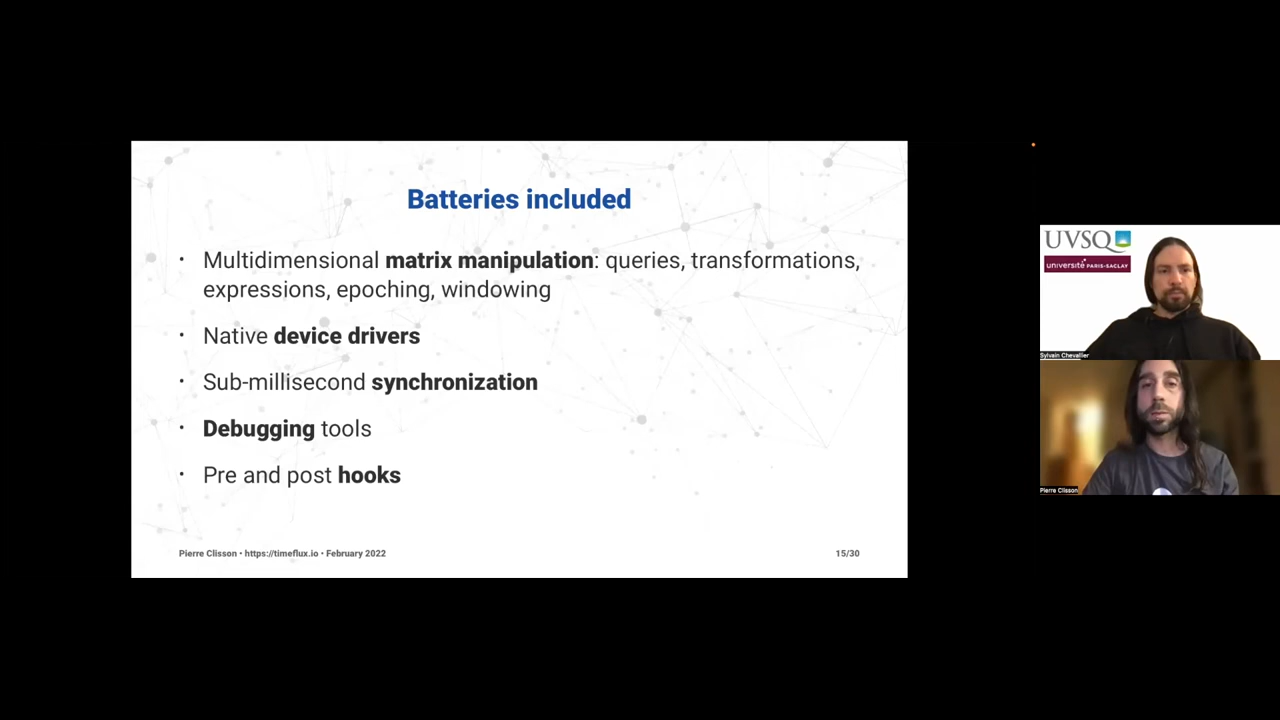 Batteries included
• Multidimensional matrix manipulation: queries, transformations,
expressions, epoching, windowing
• Native device drivers
• Sub-millisecond synchronization
• Debugging tools
• Pre and post hooks
Pierre Clisson • https://timeflux.io • February 2022
15/30
UVSQ
université PARIS-SACLAY
Sylvain Chevallier
Pierre Clisson